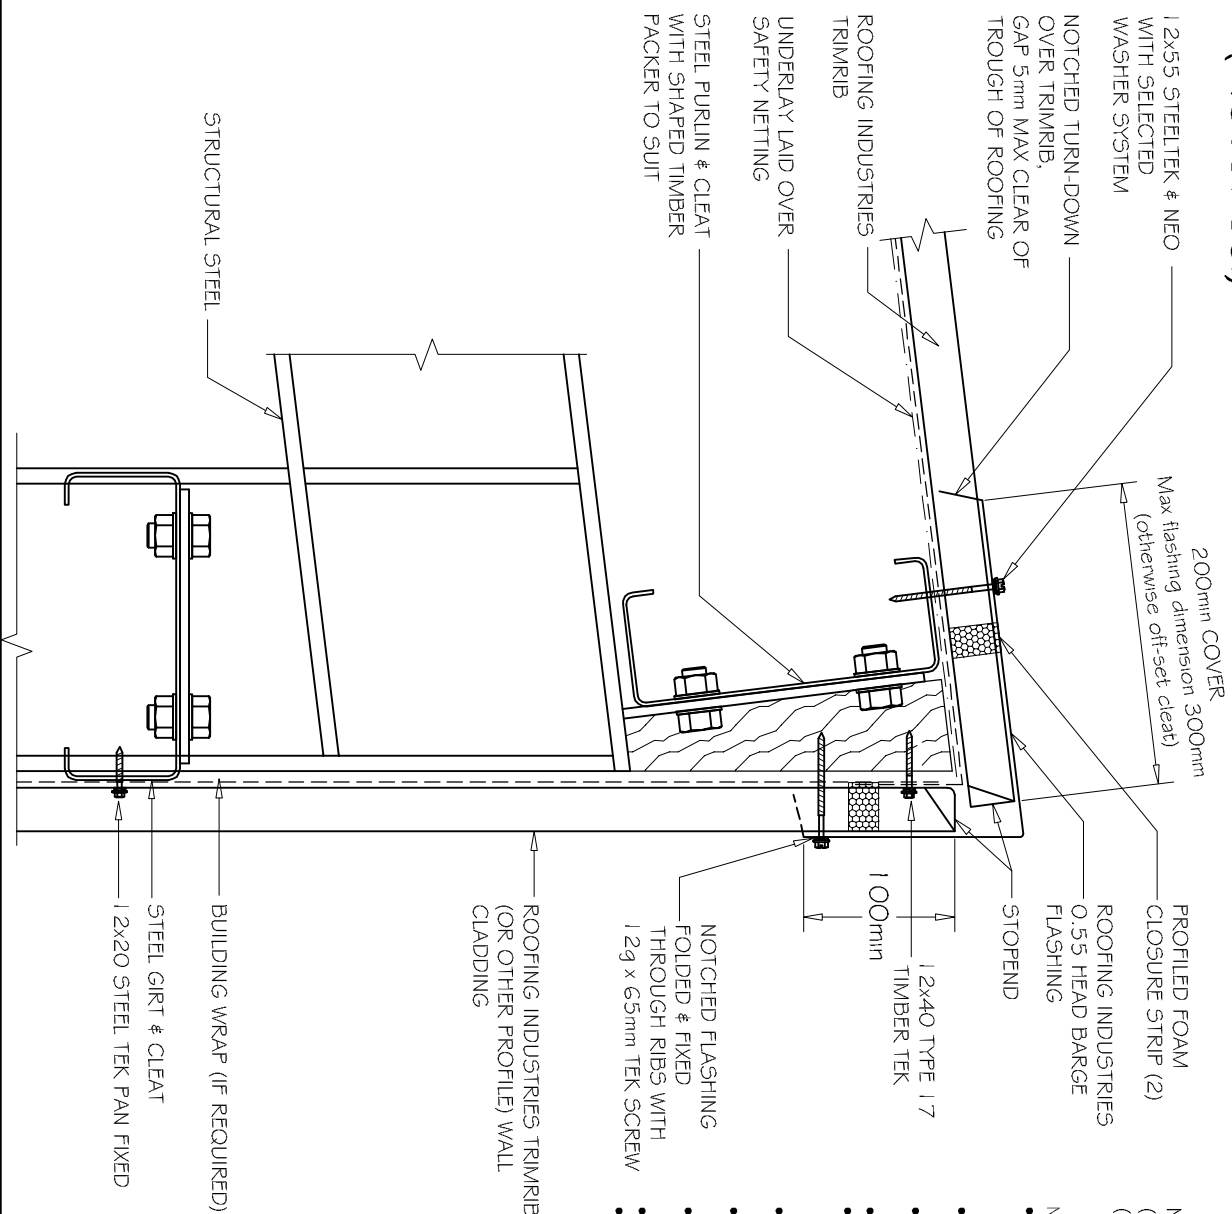 12x55 STEELTEK & NEO
WITH SELECTED
WASHER SYSTEM
NOTCHED TURN-DOWN
OVER TRIMRIB,
GAP 5mm MAX CLEAR OF
TROUGH OF ROOFING
ROOFING INDUSTRIES
TRIMRIB
UNDERLAY LAID OVER
SAFETY NETTING
STEEL PURLIN & CLEAT
WITH SHAPED TIMBER
PACKER TO SUIT
STRUCTURAL STEEL
200min COVER
Max flashing dimension 300mm
(otherwise off-set cleat)
PROFILED FOAM
CLOSURE STRIP (2)
ROOFING INDUSTRIES
0.55 HEAD BARGE
FLASHING
STOPEND
100min
12x40 TYPE 17
TIMBER TEK
NOTCHED FLASHING
FOLDED & FIXED
THROUGH RIBS WITH
12g x 65mm TEK SCREW
ROOFING INDUSTRIES TRIMRIB
(OR OTHER PROFILE) WALL
CLADDING
BUILDING WRAP (IF REQUIRED)
STEEL GIRT & CLEAT
12x20 STEEL TEK PAN FIXED